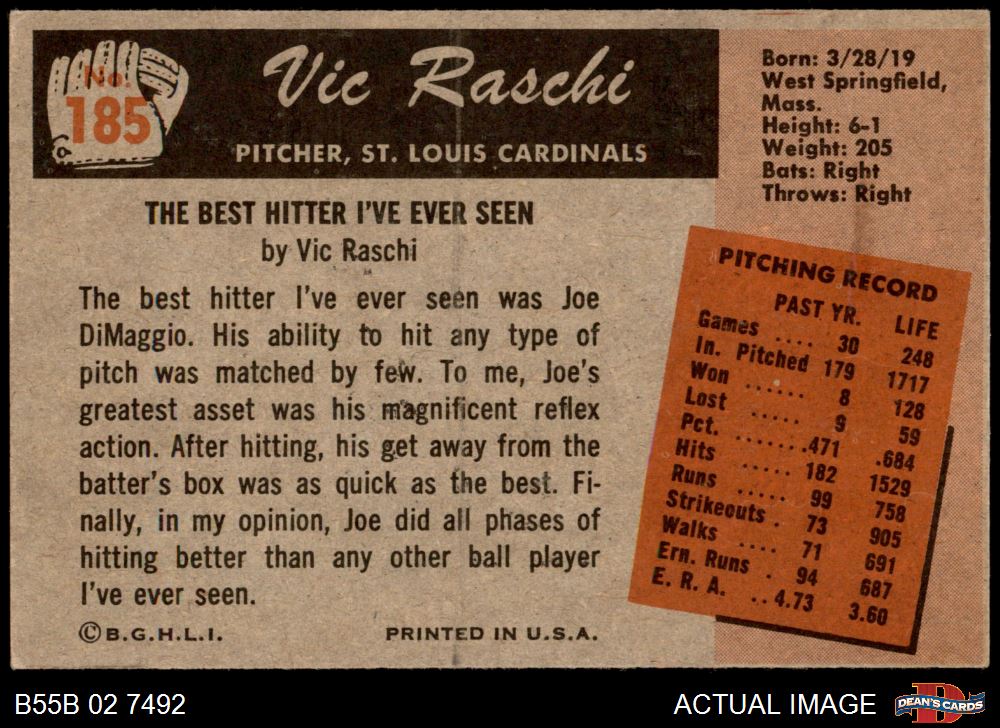 No.
185
Vic Raschi
PITCHER, ST. LOUIS CARDINALS
Born: 3/28/19
West Springfield,
Mass.
Height: 6-1
Weight: 205
Bats: Right
Throws: Right
THE BEST HITTER I'VE EVER SEEN
by Vic Raschi
The best hitter I've ever seen was Joe
DiMaggio. His ability to hit any type of
pitch was matched by few. To me, Joe's
greatest asset was his magnificent reflex
action. After hitting, his get away from the
batter's box was as quick as the best. Fi-
nally, in my opinion, Joe did all phases of
hitting better than any other ball player
I've ever seen.
©B.G.H.L.I. PRINTED IN U.S.A.
PITCHING RECORD
PAST YR. LIFE
Games .... 30 248
In. Pitched 179 1717
Won ...... 8 128
Lost ..... 9 59
Pct. .......471 .684
Hits ..... 182 1529
Runs ..... 99 758
Strikeouts . 73 905
Walks .... 71 691
Ern. Runs . 94 687
E. R. A. ..4.73 3.60
B55B 02 7492
ACTUAL IMAGE
D
DEAN'S CARDS